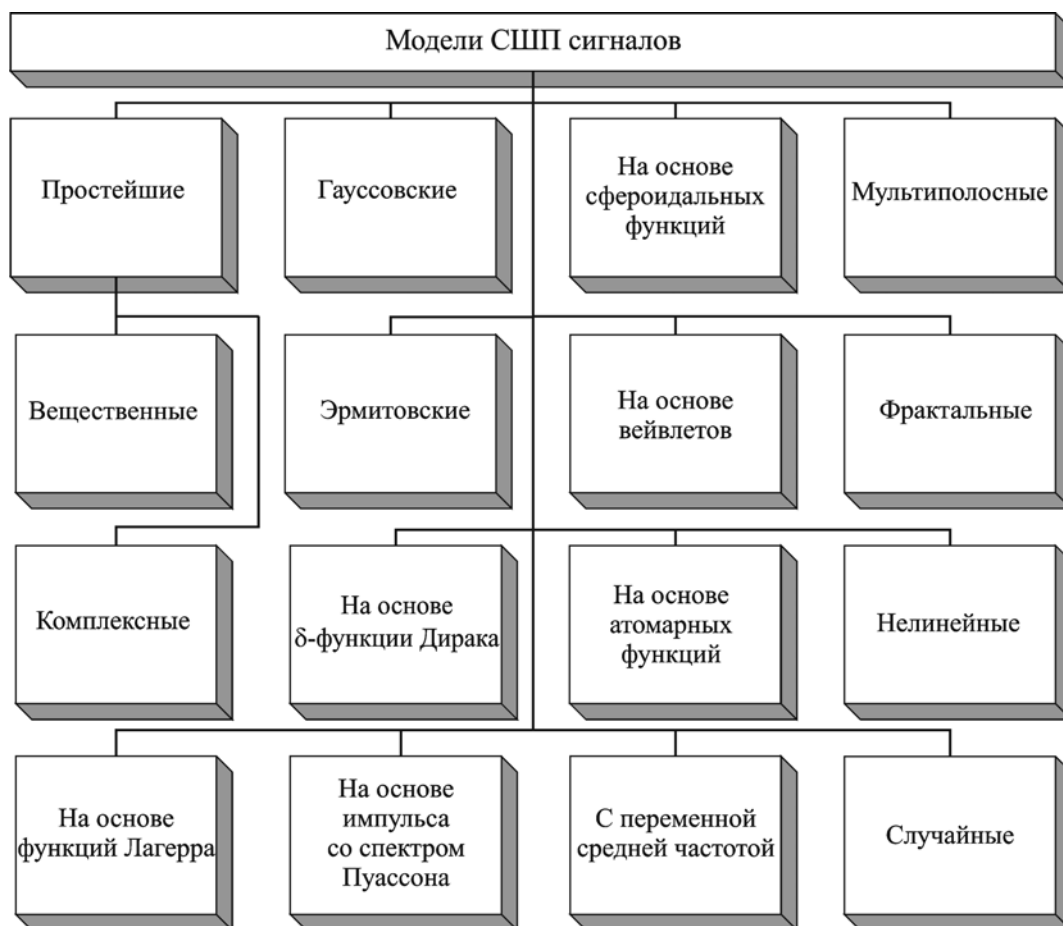 Модели СШП сигналов
Простейшие
Гауссовские
На основе
сфероидальных
функций
Мультиполосные
Вещественные
Эрмитовские
На основе
вейвлетов
Фрактальные
Комплексные
На основе
δ-функции Дирака
На основе
атомарных
функций
Нелинейные
На основе
функций Лагерра
На основе
импульса
со спектром
Пуассона
С переменной
средней частотой
Случайные